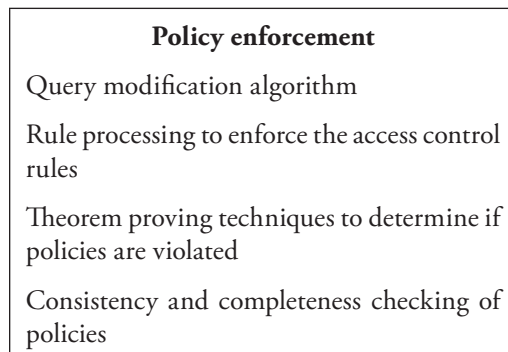 Policy enforcement
Query modification algorithm
Rule processing to enforce the access control
rules
Theorem proving techniques to determine if
policies are violated
Consistency and completeness checking of
policies